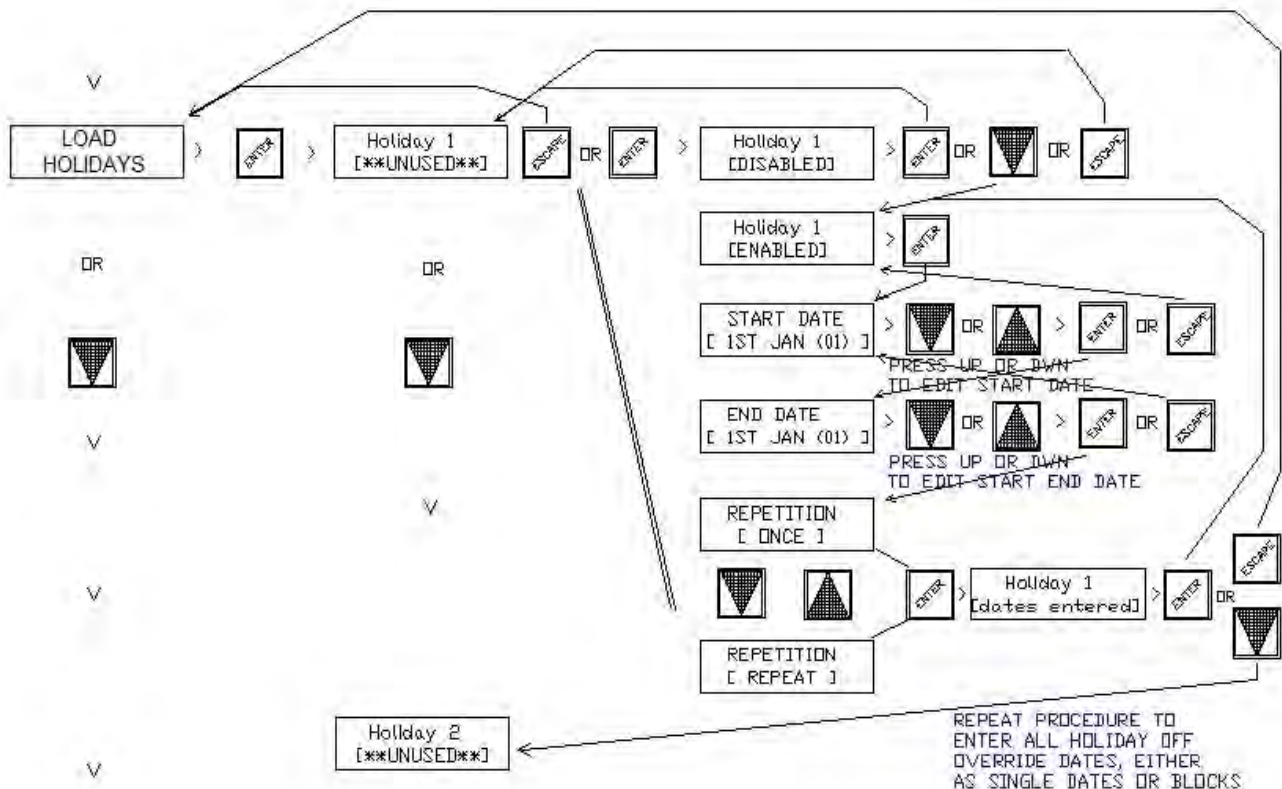 V
LOAD
HOLIDAYS
>
ENTER
>
Holiday 1
[**UNUSED**]
ESCAPE
OR
ENTER
>
Holiday 1
[DISABLED]
>
ENTER
OR
OR
ESCAPE
Holiday 1
[ENABLED]
>
ENTER
OR
OR
START DATE
[ 1ST JAN (01) ]
>
OR
>
ENTER
OR
ESCAPE
PRESS UP OR DWN
TO EDIT START DATE
END DATE
[ 1ST JAN (01) ]
>
OR
>
ENTER
OR
ESCAPE
V
PRESS UP OR DWN
TO EDIT START END DATE
V
REPETITION
[ ONCE ]
V
ENTER
>
Holiday 1
[dates entered]
>
ENTER
OR
ESCAPE
REPETITION
[ REPEAT ]
Holiday 2
[**UNUSED**]
V
REPEAT PROCEDURE TO
ENTER ALL HOLIDAY OFF
OVERRIDE DATES, EITHER
AS SINGLE DATES OR BLOCKS